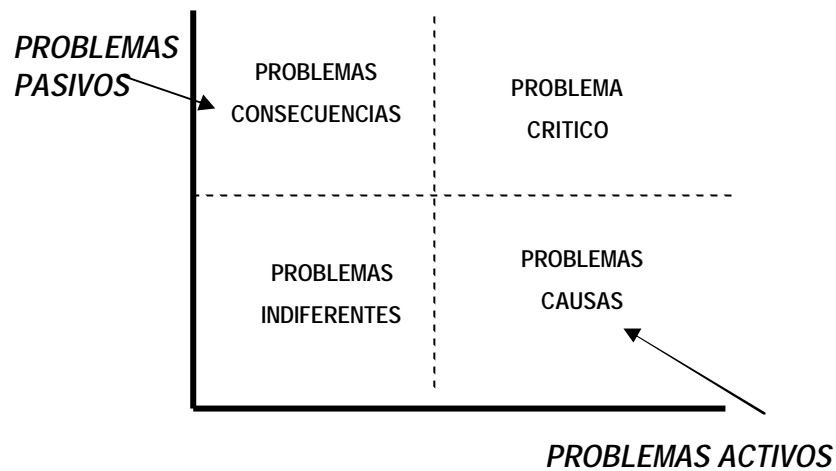 PROBLEMAS
PASIVOS
PROBLEMAS
CONSECUENCIAS
PROBLEMA
CRITICO
PROBLEMAS
INDIFERENTES
PROBLEMAS
CAUSAS
PROBLEMAS ACTIVOS